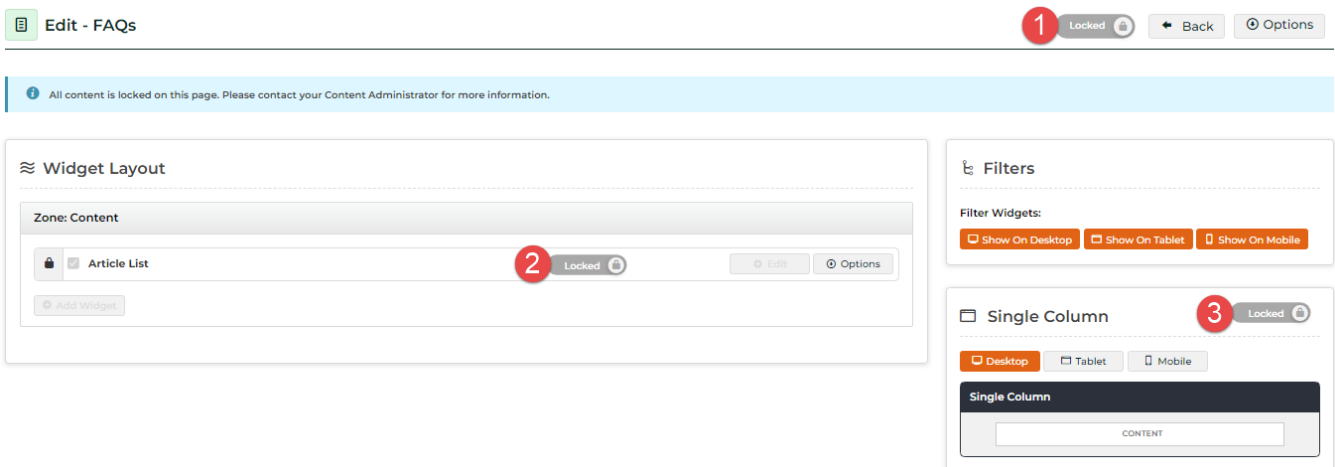 Edit - FAQs
1 Locked Back Options
All content is locked on this page. Please contact your Content Administrator for more information.
Widget Layout
Zone: Content
Article List 2 Locked Edit Options
Add Widget
Filters
Filter Widgets:
Show On Desktop Show On Tablet Show On Mobile
Single Column 3 Locked
Desktop Tablet Mobile
Single Column
CONTENT